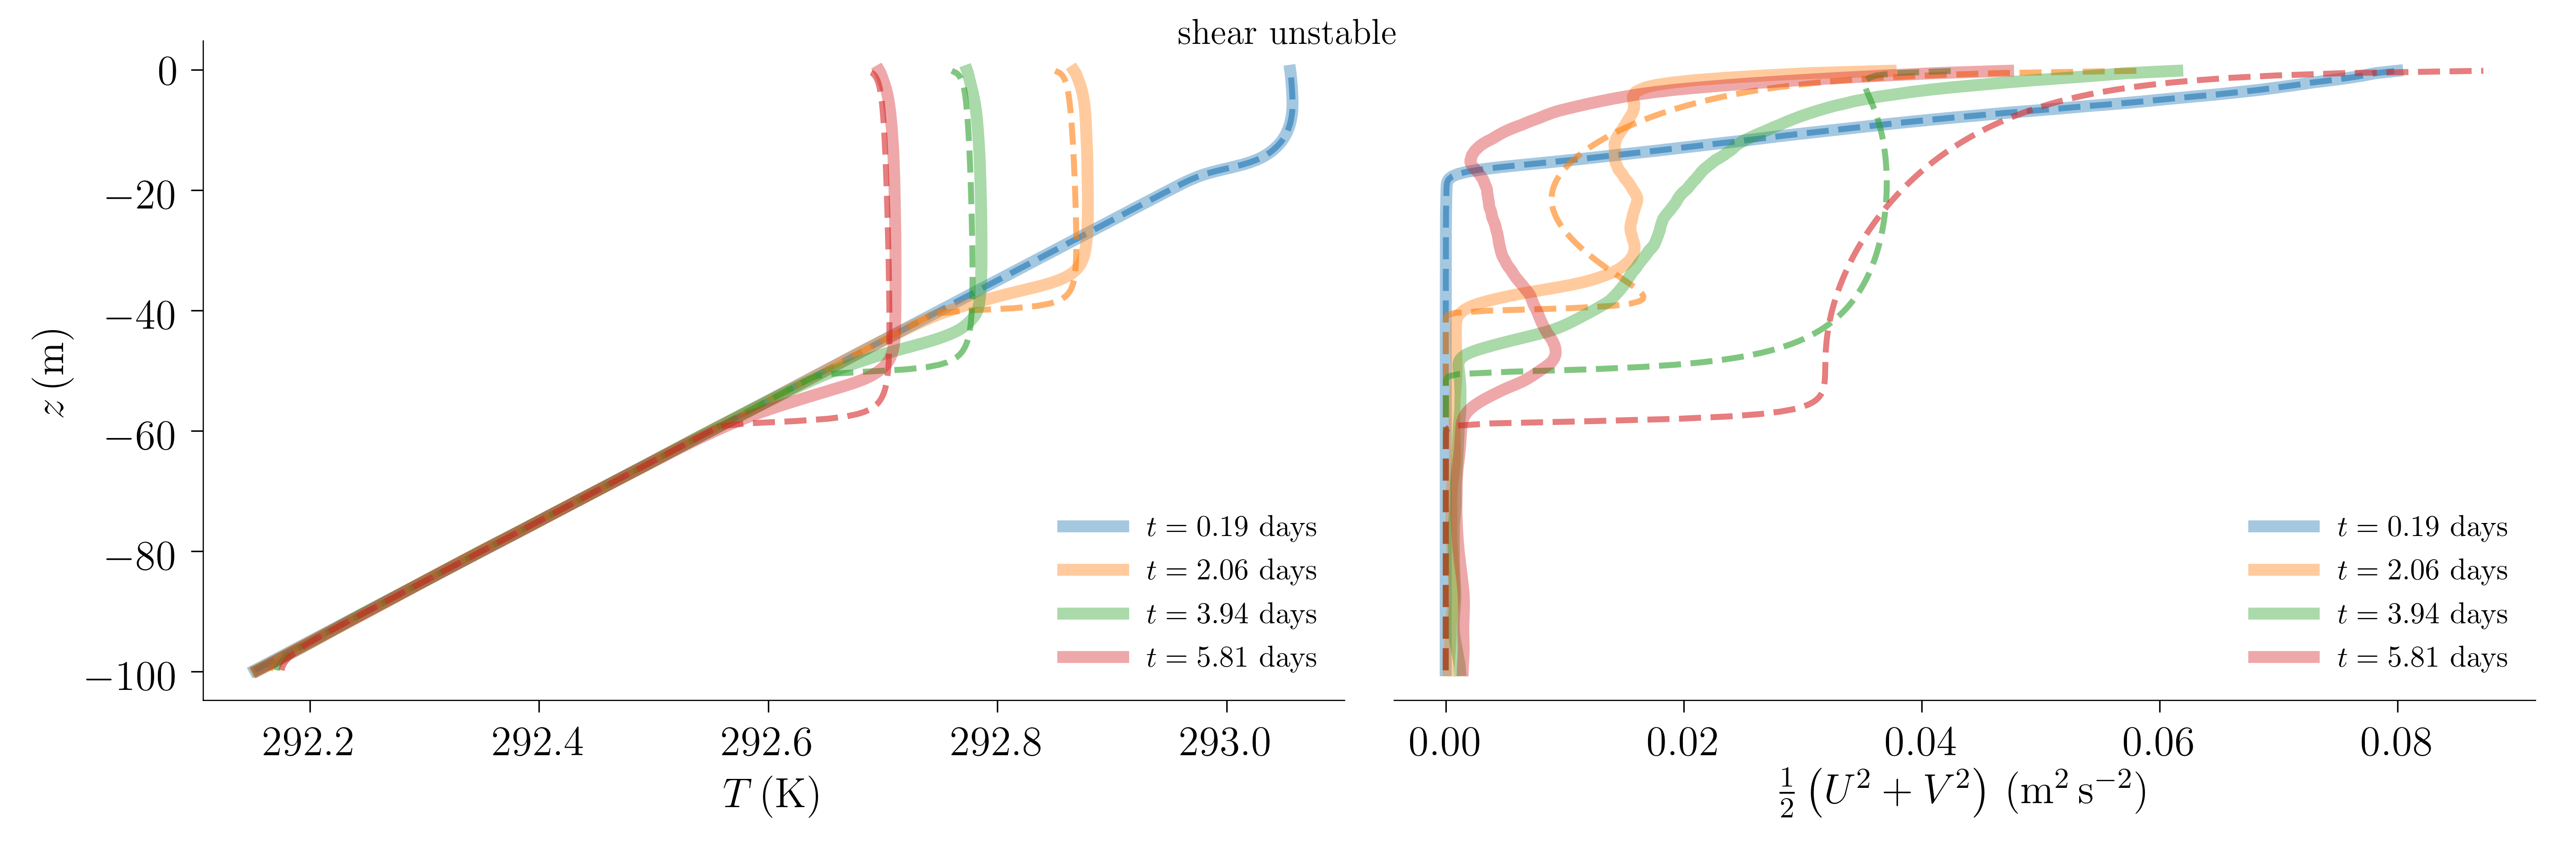 shear unstable
0
−20
−40
−60
−80
−100
z (m)
292.2 292.4 292.6 292.8 293.0
T (K)
t = 0.19 days
t = 2.06 days
t = 3.94 days
t = 5.81 days
0.00 0.02 0.04 0.06 0.08
½ (U² + V²) (m² s⁻²)
t = 0.19 days
t = 2.06 days
t = 3.94 days
t = 5.81 days